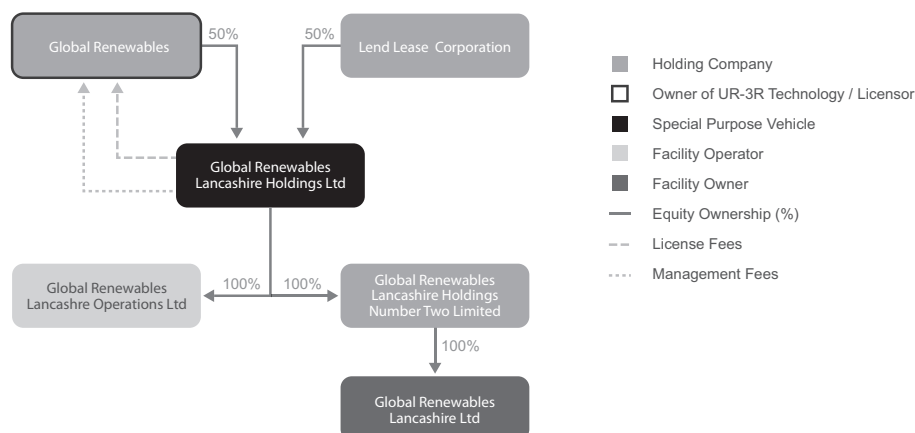 Global Renewables
50%
50%
Lend Lease Corporation
Global Renewables
Lancashire Holdings Ltd
Global Renewables
Lancashre Operations Ltd
100%
100%
Global Renewables
Lancashire Holdings
Number Two Limited
100%
Global Renewables
Lancashire Ltd
Holding Company
Owner of UR-3R Technology / Licensor
Special Purpose Vehicle
Facility Operator
Facility Owner
Equity Ownership (%)
License Fees
Management Fees